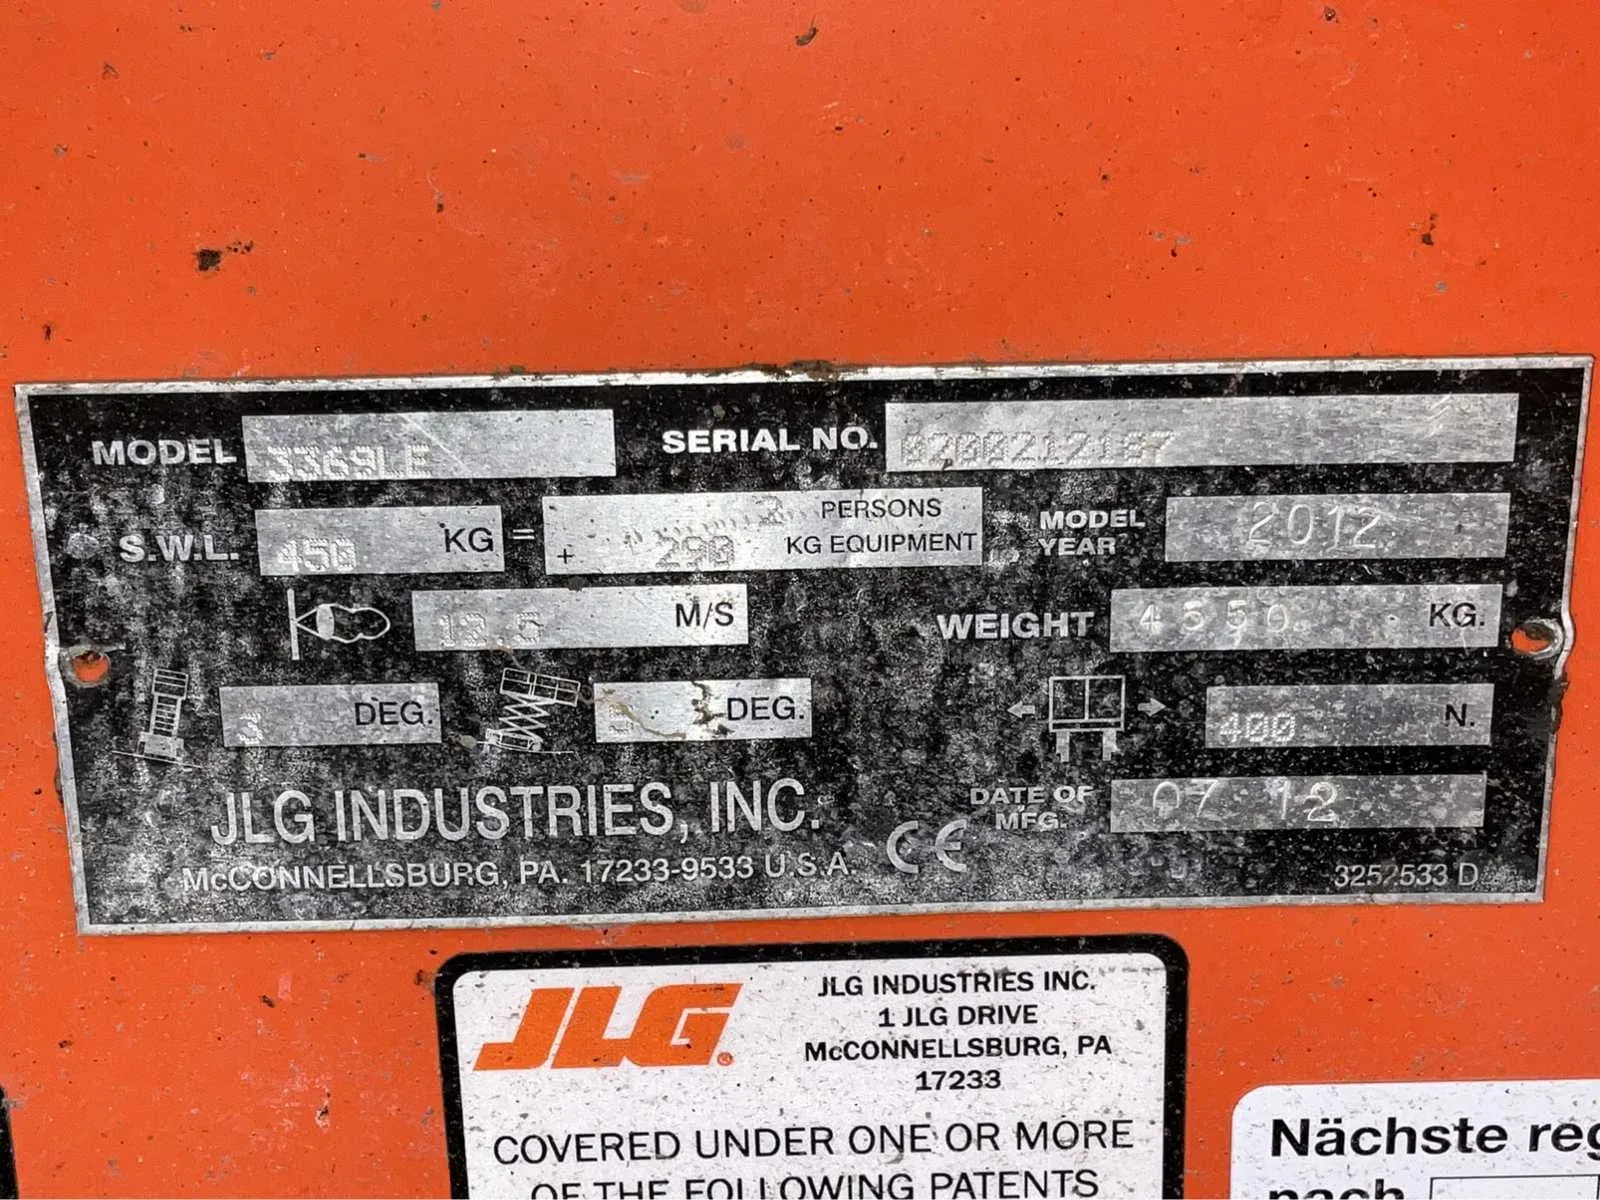 MODEL 3369LE SERIAL NO. 0200212137
S.W.L. 450 KG = 2 PERSONS
+ 290 KG EQUIPMENT
MODEL YEAR 2012
12.5 M/S WEIGHT 4550 KG.
3 DEG. 5 DEG. 400 N.
JLG INDUSTRIES, INC.
McCONNELLSBURG, PA. 17233-9533 U.S.A. CE
DATE OF MFG. 07 12
3252533 D
JLG®
JLG INDUSTRIES INC.
1 JLG DRIVE
McCONNELLSBURG, PA
17233
COVERED UNDER ONE OR MORE
OF THE FOLLOWING PATENTS
Nächste reg
nach